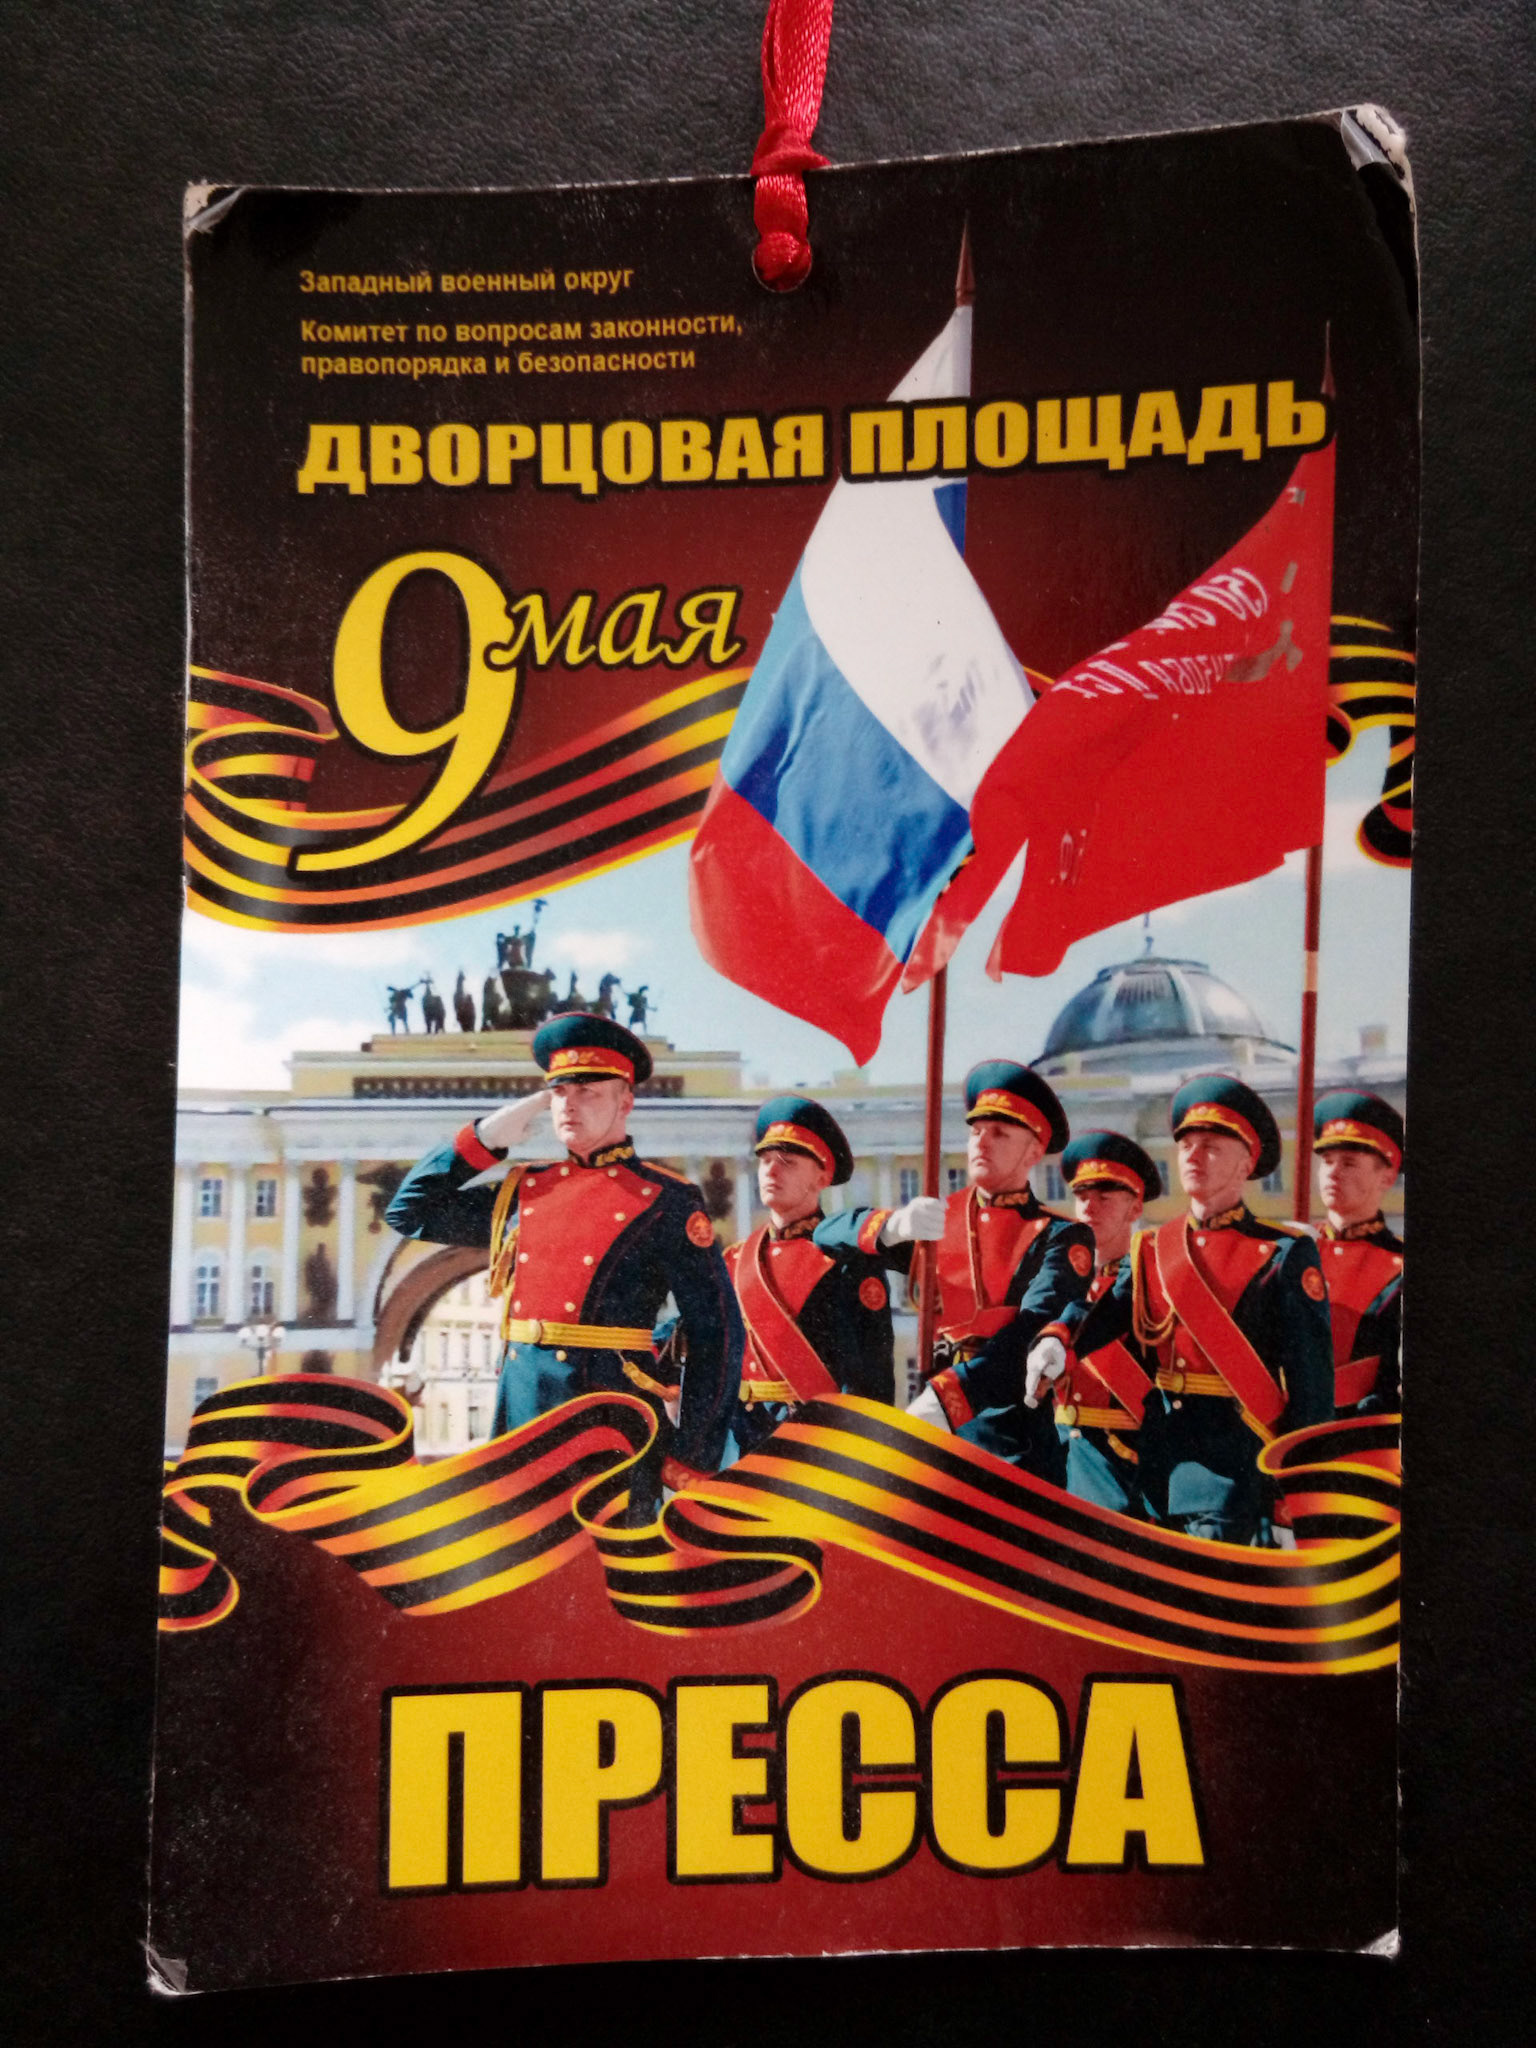 Западный военный округ
Комитет по вопросам законности,
правопорядка и безопасности
ДВОРЦОВАЯ ПЛОЩАДЬ
9 мая
ПРЕССА